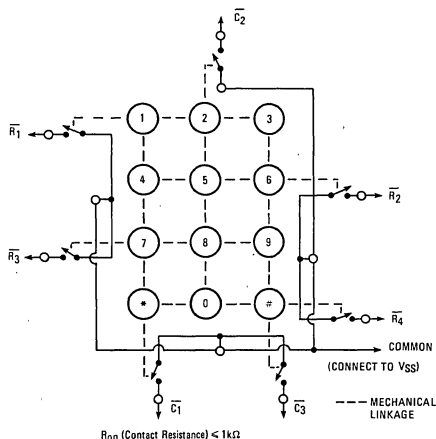 C̅2̅
1 2 3
R̅1̅
4 5 6
R̅2̅
7 8 9
R̅3̅
* 0 #
R̅4̅
COMMON
(CONNECT TO VSS)
C̅1̅ C̅3̅
MECHANICAL
LINKAGE
Ron (Contact Resistance) ≤ 1kΩ